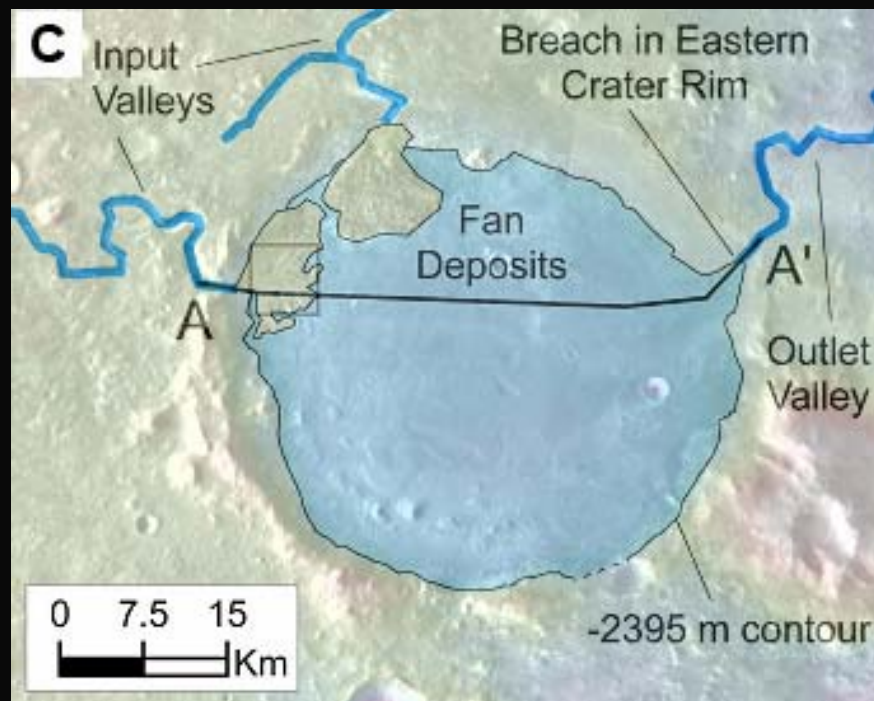 C
Input
Valleys
Breach in Eastern
Crater Rim
Fan
Deposits
A
A'
Outlet
Valley
0 7.5 15
Km
-2395 m contour